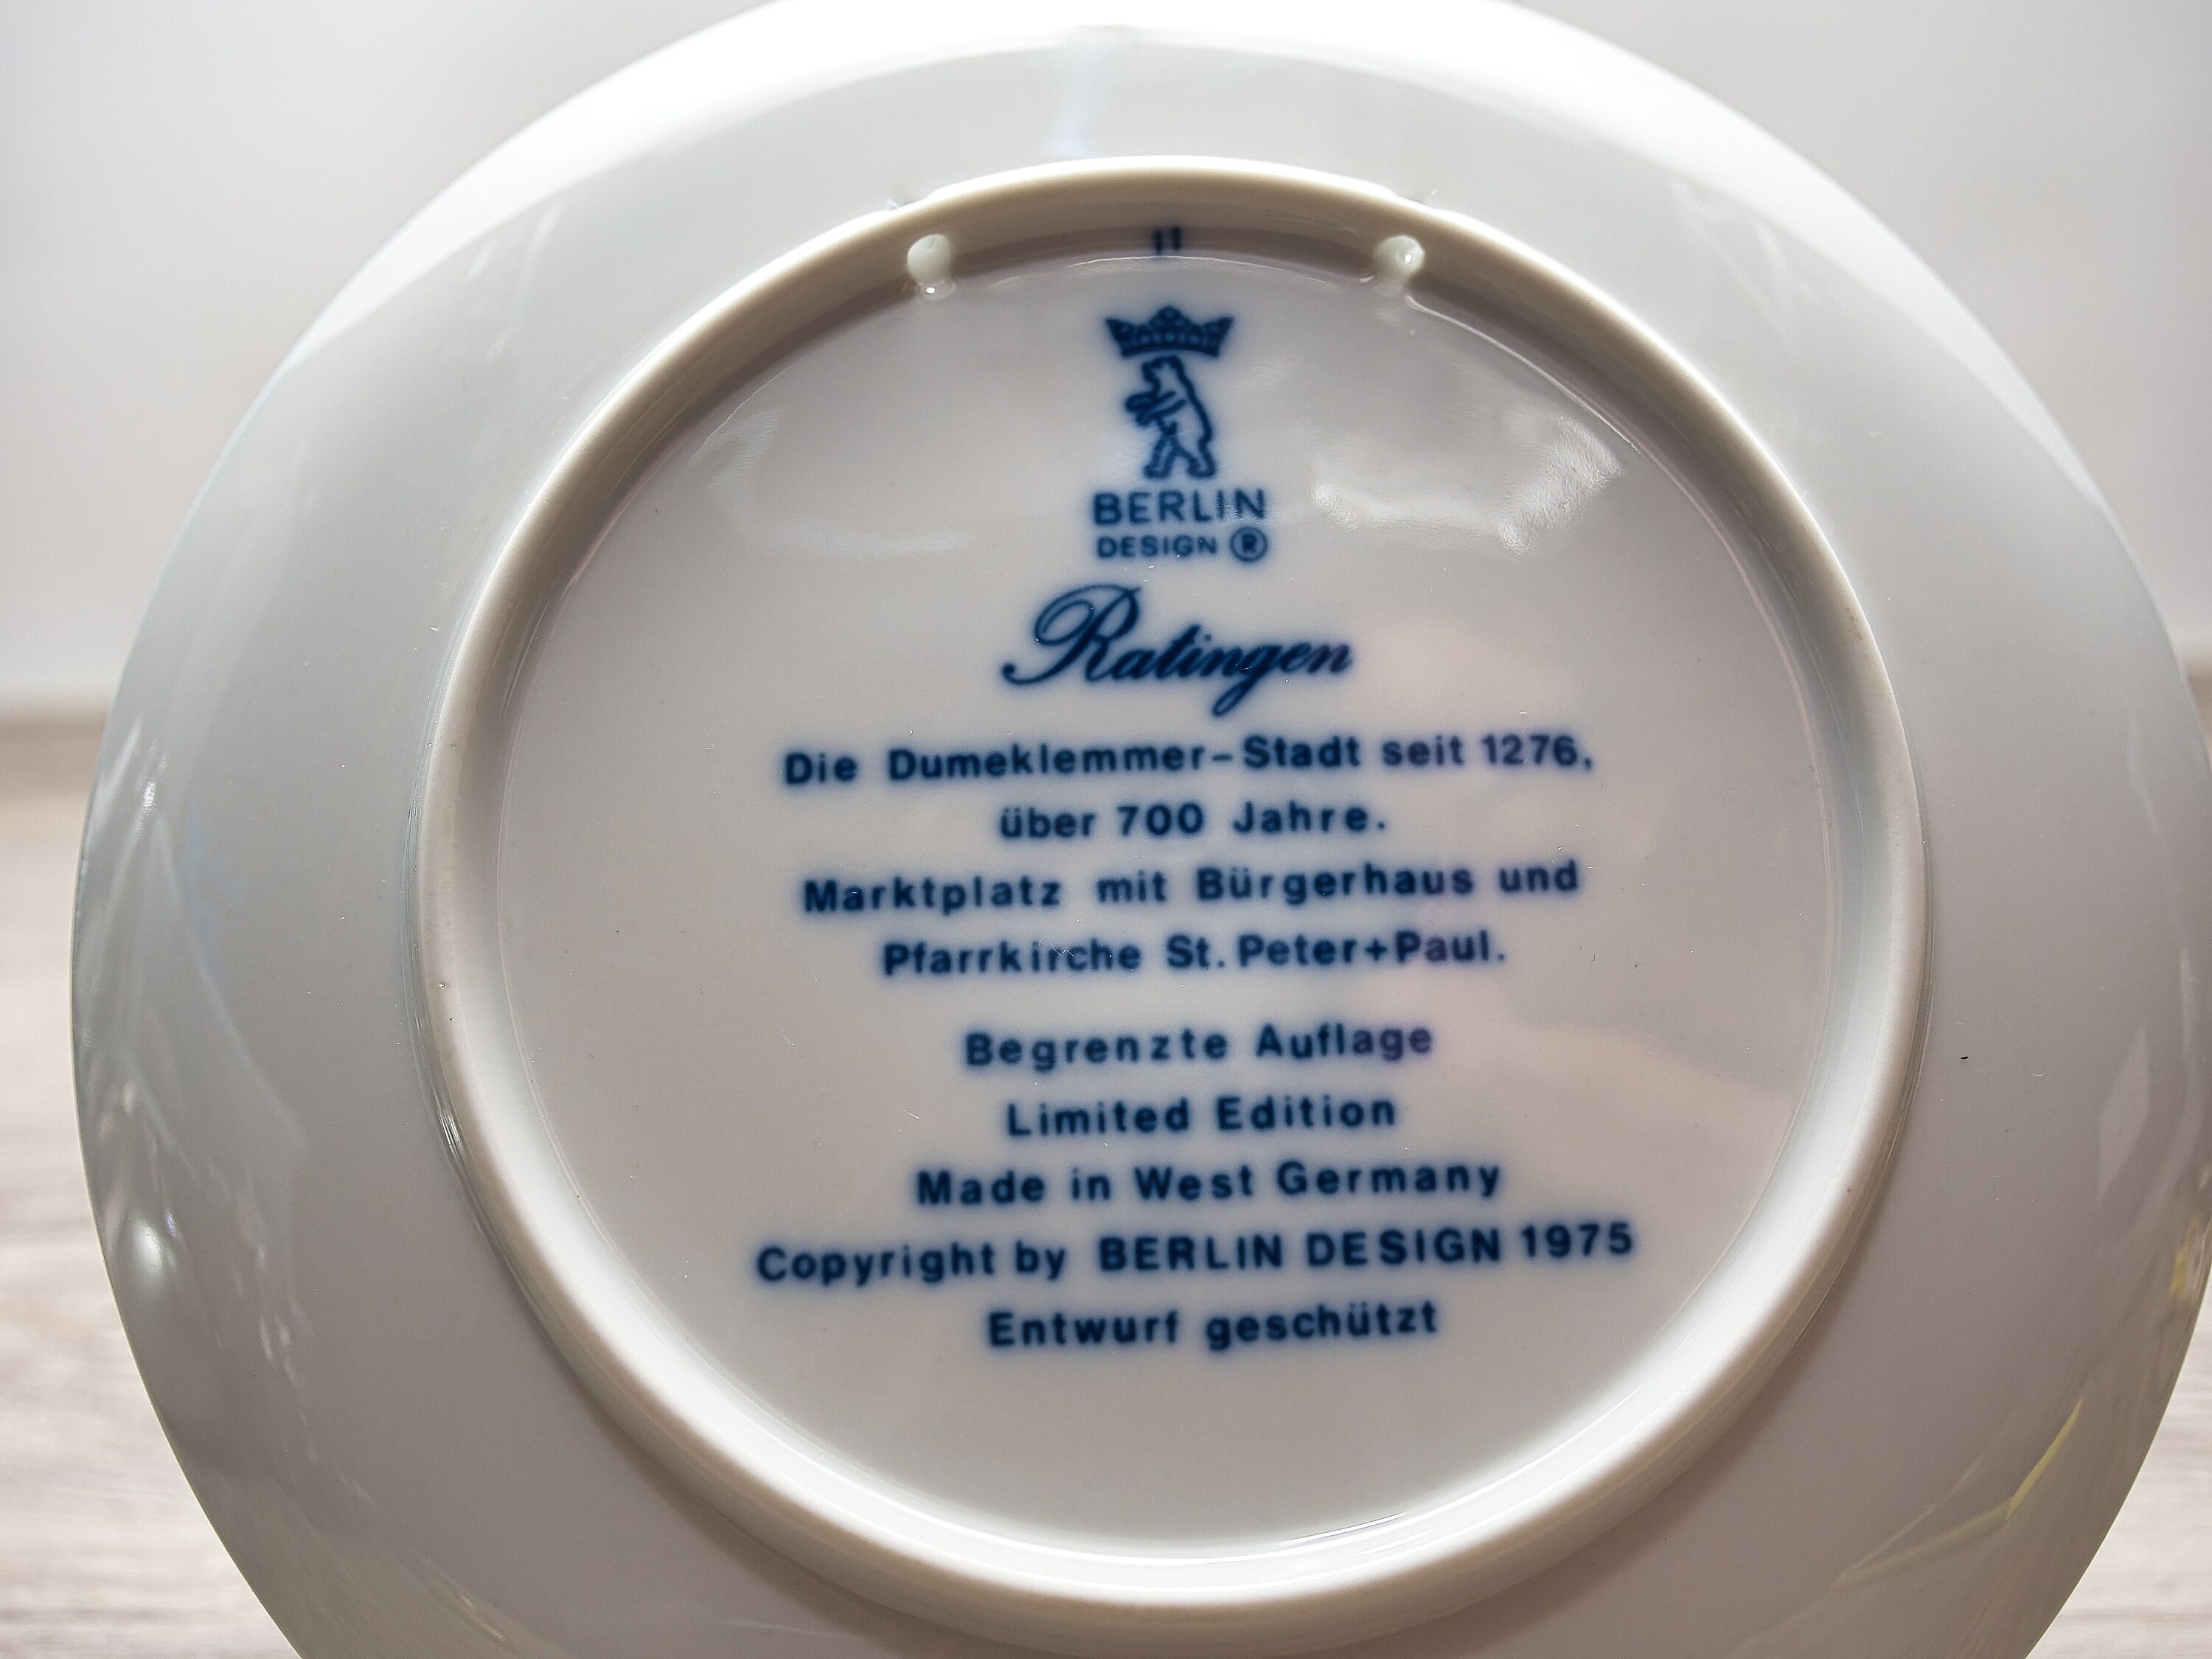 11
BERLIN
DESIGN ®
Ratingen
Die Dumeklemmer-Stadt seit 1276,
über 700 Jahre.
Marktplatz mit Bürgerhaus und
Pfarrkirche St. Peter+Paul.
Begrenzte Auflage
Limited Edition
Made in West Germany
Copyright by BERLIN DESIGN 1975
Entwurf geschützt